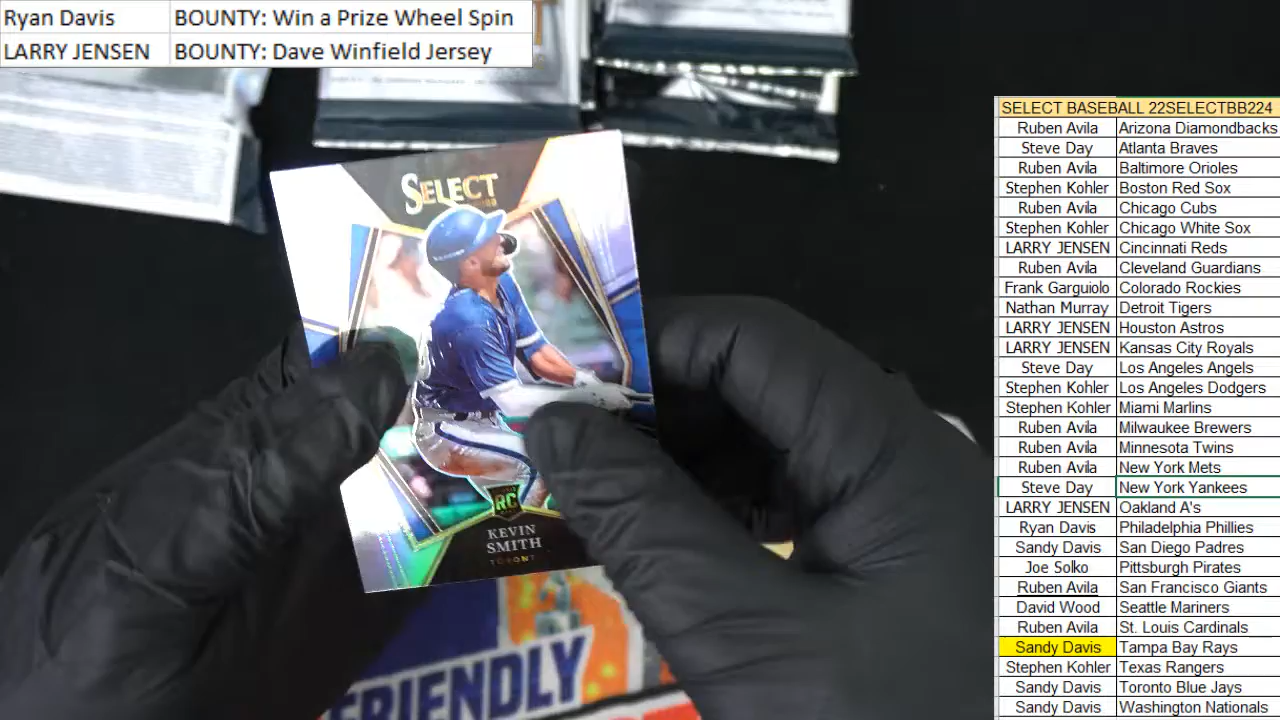 Ryan Davis BOUNTY: Win a Prize Wheel Spin
LARRY JENSEN BOUNTY: Dave Winfield Jersey
SELECT BASEBALL 22SELECTBB224
Ruben Avila Arizona Diamondbacks
Steve Day Atlanta Braves
Ruben Avila Baltimore Orioles
Stephen Kohler Boston Red Sox
Ruben Avila Chicago Cubs
Stephen Kohler Chicago White Sox
LARRY JENSEN Cincinnati Reds
Ruben Avila Cleveland Guardians
Frank Garguiolo Colorado Rockies
Nathan Murray Detroit Tigers
LARRY JENSEN Houston Astros
LARRY JENSEN Kansas City Royals
Steve Day Los Angeles Angels
Stephen Kohler Los Angeles Dodgers
Stephen Kohler Miami Marlins
Ruben Avila Milwaukee Brewers
Ruben Avila Minnesota Twins
Ruben Avila New York Mets
Steve Day New York Yankees
LARRY JENSEN Oakland A's
Ryan Davis Philadelphia Phillies
Sandy Davis San Diego Padres
Joe Solko Pittsburgh Pirates
Ruben Avila San Francisco Giants
David Wood Seattle Mariners
Ruben Avila St. Louis Cardinals
Sandy Davis Tampa Bay Rays
Stephen Kohler Texas Rangers
Sandy Davis Toronto Blue Jays
Sandy Davis Washington Nationals
SELECT
RC
KEVIN
SMITH
TORONTO
FRIENDLY